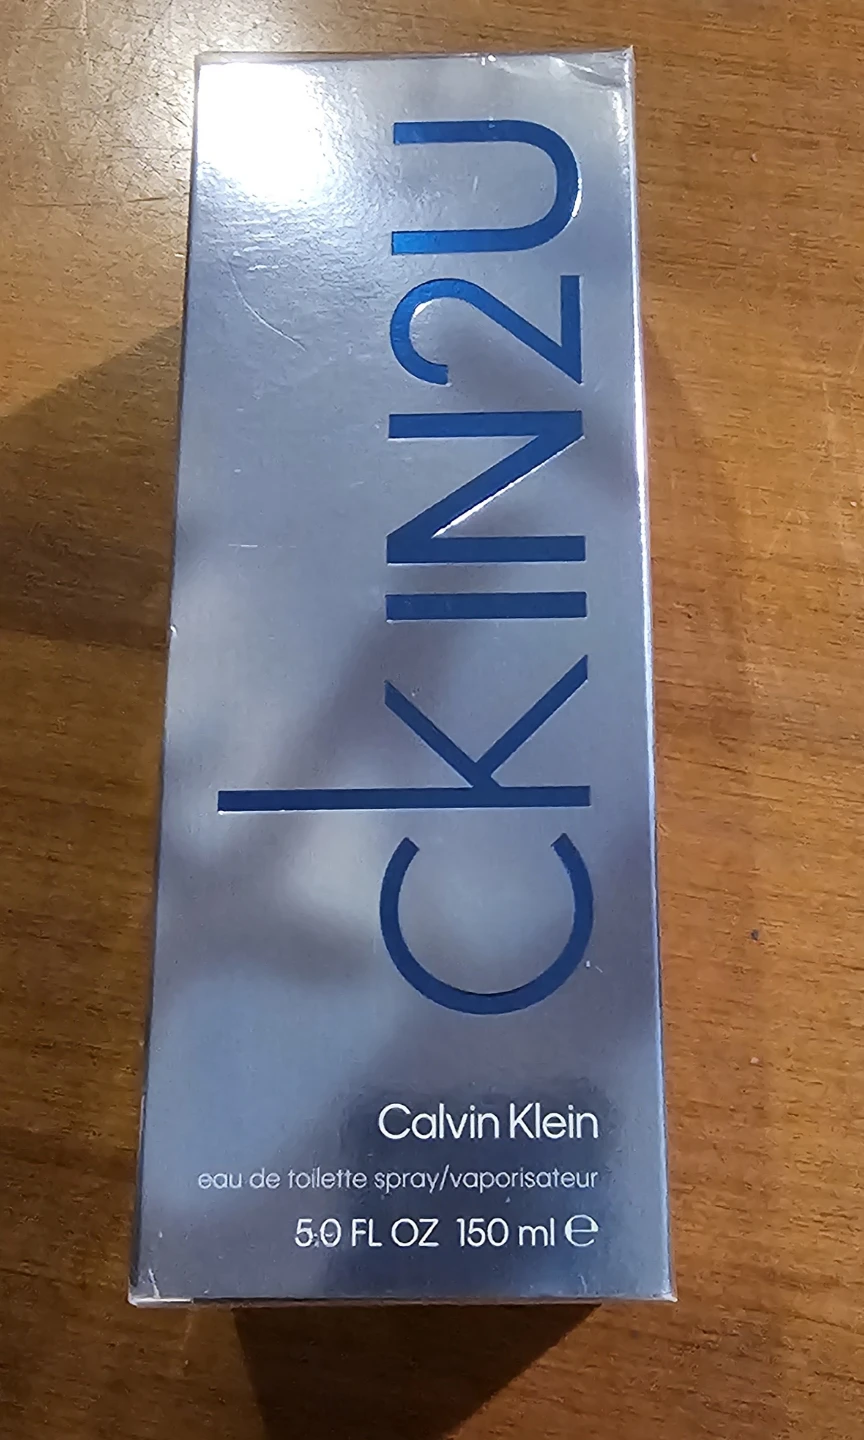 ckIN2U
Calvin Klein
eau de toilette spray/vaporisateur
5.0 FL OZ 150 ml ℮